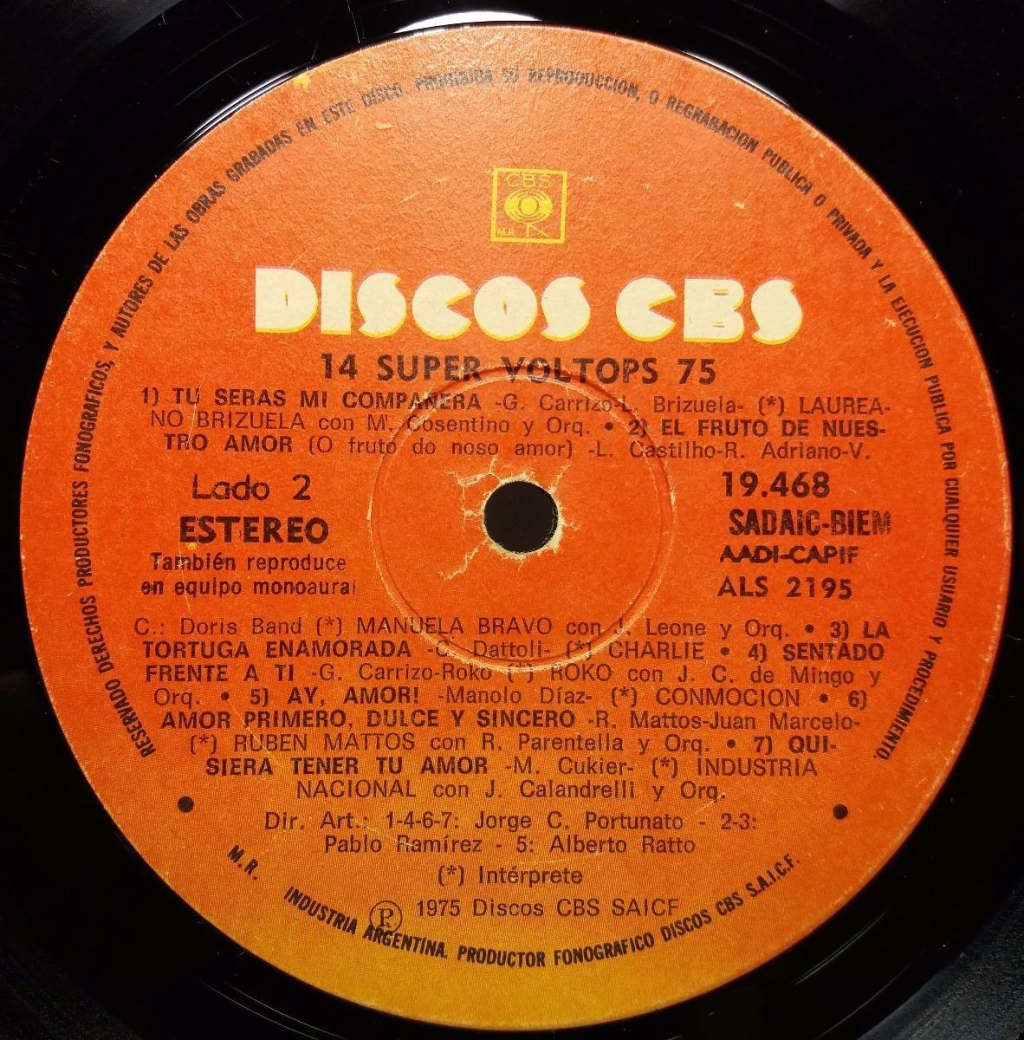 RESERVADO DERECHOS PRODUCTORES FONOGRAFICOS, Y AUTORES DE LAS OBRAS GRABADAS EN ESTE DISCO. PROHIBIDA SU REPRODUCCION, O REGRABACION PUBLICA O PRIVADA Y LA EJECUCION PUBLICA POR CUALQUIER USUARIO Y PROCEDIMIENTO.
CBS
M.R.
DISCOS CBS
14 SUPER VOLTOPS 75
1) TU SERAS MI COMPAÑERA -G. Carrizo-L. Brizuela- (*) LAUREA-
NO BRIZUELA con M. Cosentino y Orq. • 2) EL FRUTO DE NUES-
TRO AMOR (O fruto do noso amor) -L. Castilho-R. Adriano-V.
Lado 2
ESTEREO
También reproduce
en equipo monoaural
19.468
SADAIC-BIEM
AADI-CAPIF
ALS 2195
C.: Doris Band (*) MANUELA BRAVO con J. Leone y Orq. • 3) LA
TORTUGA ENAMORADA -C. Dattoli- (*) CHARLIE • 4) SENTADO
FRENTE A TI -G. Carrizo-Roko (*) ROKO con J. C. de Mingo y
Orq. • 5) AY, AMOR! -Manolo Díaz- (*) CONMOCION • 6)
AMOR PRIMERO, DULCE Y SINCERO -R. Mattos-Juan Marcelo-
(*) RUBEN MATTOS con R. Parentella y Orq. • 7) QUI-
SIERA TENER TU AMOR -M. Cukier- (*) INDUSTRIA
NACIONAL con J. Calandrelli y Orq.
Dir. Art.: 1-4-6-7: Jorge C. Portunato - 2-3:
Pablo Ramírez - 5: Alberto Ratto
(*) Intérprete
Ⓟ 1975 Discos CBS SAICF
M.R. INDUSTRIA ARGENTINA. PRODUCTOR FONOGRAFICO DISCOS CBS S.A.I.C.F.